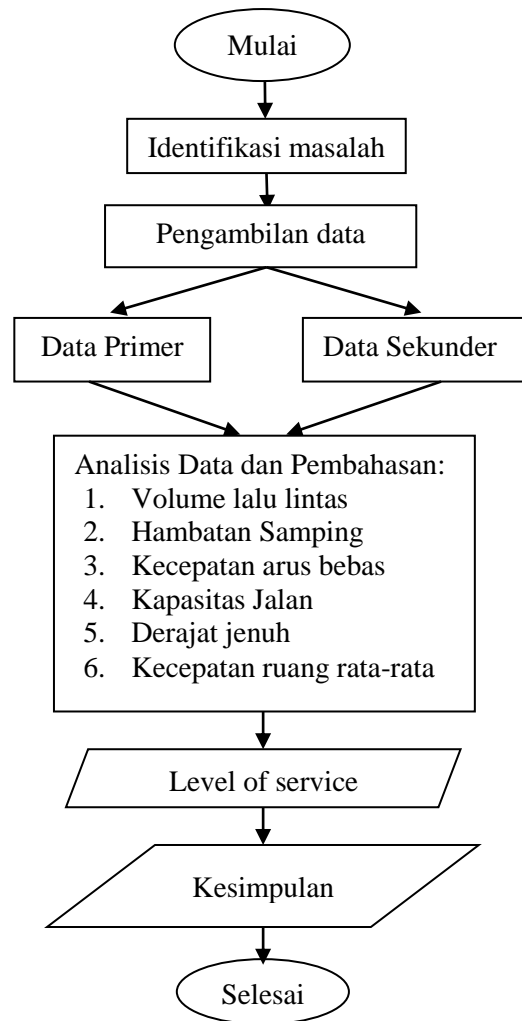 Mulai
Identifikasi masalah
Pengambilan data
Data Primer
Data Sekunder
Analisis Data dan Pembahasan:
1. Volume lalu lintas
2. Hambatan Samping
3. Kecepatan arus bebas
4. Kapasitas Jalan
5. Derajat jenuh
6. Kecepatan ruang rata-rata
Level of service
Kesimpulan
Selesai